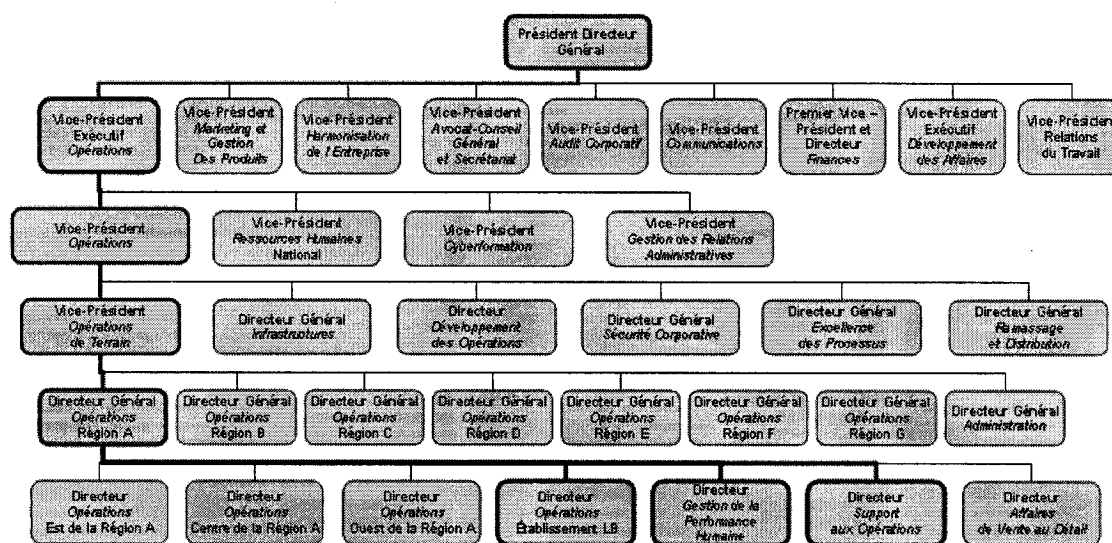 Président Directeur
Général
Vice-Président
Exécutif
Opérations
Vice-Président
Marketing et
Gestion
Des Produits
Vice-Président
Harmonisation
de l'Entreprise
Vice-Président
Avocat-Conseil
Général
et Secrétariat
Vice-Président
Audit Corporatif
Vice-Président
Communications
Premier Vice –
Président et
Directeur
Finances
Vice-Président
Exécutif
Développement
des Affaires
Vice-Président
Relations
du Travail
Vice-Président
Opérations
Vice-Président
Ressources Humaines
National
Vice-Président
Cyberformation
Vice-Président
Gestion des Relations
Administratives
Vice-Président
Opérations
de Terrain
Directeur Général
Infrastructures
Directeur
Développement
des Opérations
Directeur Général
Sécurité Corporative
Directeur Général
Excellence
des Processus
Directeur Général
Ramassage
et Distribution
Directeur Général
Opérations
Région A
Directeur Général
Opérations
Région B
Directeur Général
Opérations
Région C
Directeur Général
Opérations
Région D
Directeur Général
Opérations
Région E
Directeur Général
Opérations
Région F
Directeur Général
Opérations
Région G
Directeur Général
Administration
Directeur
Opérations
Est de la Région A
Directeur
Opérations
Centre de la Région A
Directeur
Opérations
Ouest de la Région A
Directeur
Opérations
Établissement LB
Directeur
Gestion de la
Performance
Humaine
Directeur
Support
aux Opérations
Directeur
Affaires
de Vente au Détail